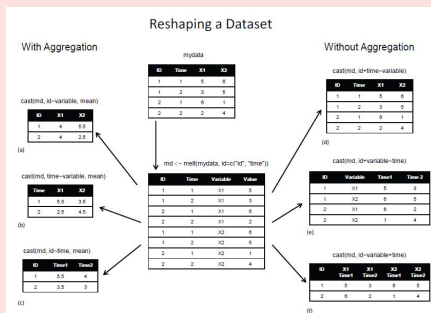 Reshaping a Dataset
With Aggregation
mydata
ID Time X1 X2
1 1 5 6
1 2 3 5
2 1 6 1
2 2 2 4
Without Aggregation
cast(md, id~variable, mean)
ID X1 X2
1 4 5.5
2 4 2.5
(a)
cast(md, time~variable, mean)
Time X1 X2
1 5.5 3.5
2 2.5 4.5
(b)
cast(md, id~time, mean)
ID Time1 Time2
1 5.5 4
2 3.5 3
(c)
md <- melt(mydata, id=c("id", "time"))
ID Time Variable Value
1 1 X1 5
1 2 X1 3
2 1 X1 6
2 2 X1 2
1 1 X2 6
1 2 X2 5
2 1 X2 1
2 2 X2 4
cast(md, id+time~variable)
ID Time X1 X2
1 1 5 6
1 2 3 5
2 1 6 1
2 2 2 4
(d)
cast(md, id+variable~time)
ID Variable Time1 Time 2
1 X1 5 3
1 X2 6 5
2 X1 6 2
2 X2 1 4
(e)
cast(md, id~variable+time)
ID X1 Time1 X1 Time2 X2 Time1 X2 Time2
1 5 3 6 5
2 6 2 1 4
(f)